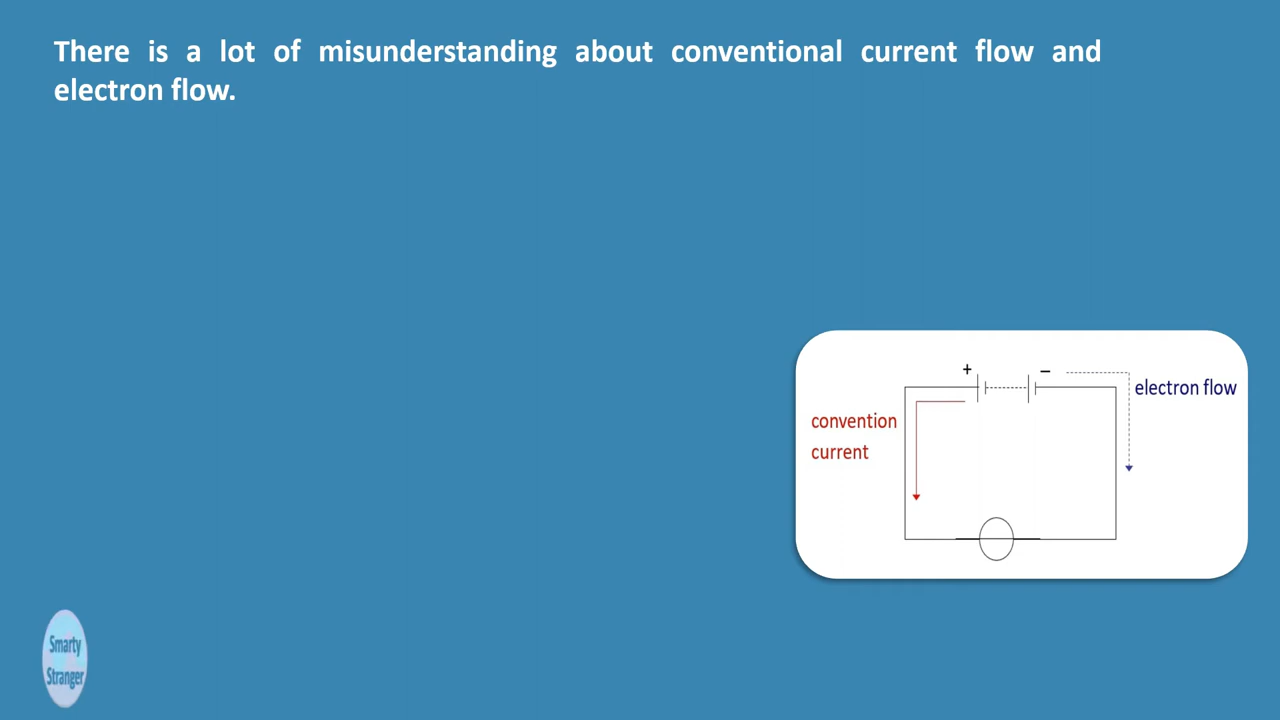 There is a lot of misunderstanding about conventional current flow and
electron flow.
+ –
electron flow
convention
current
Smarty
Stranger